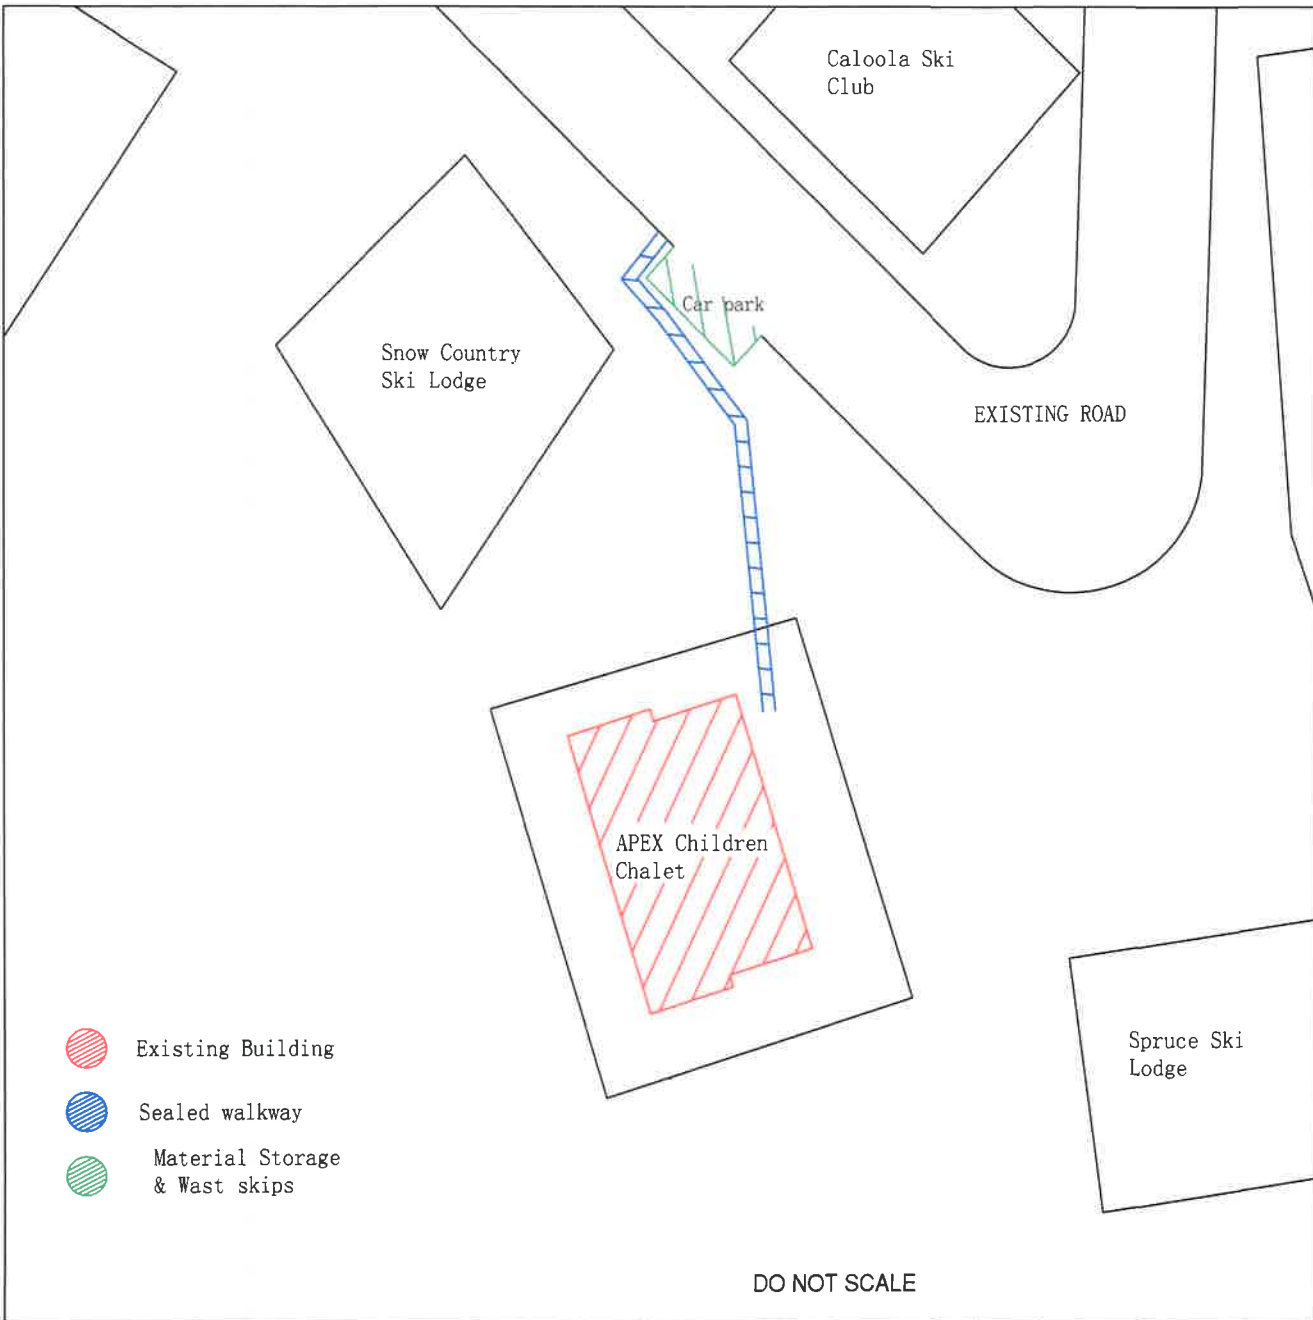 Caloola Ski
Club
Car park
Snow Country
Ski Lodge
EXISTING ROAD
APEX Children
Chalet
Existing Building
Sealed walkway
Material Storage
& Wast skips
Spruce Ski
Lodge
DO NOT SCALE